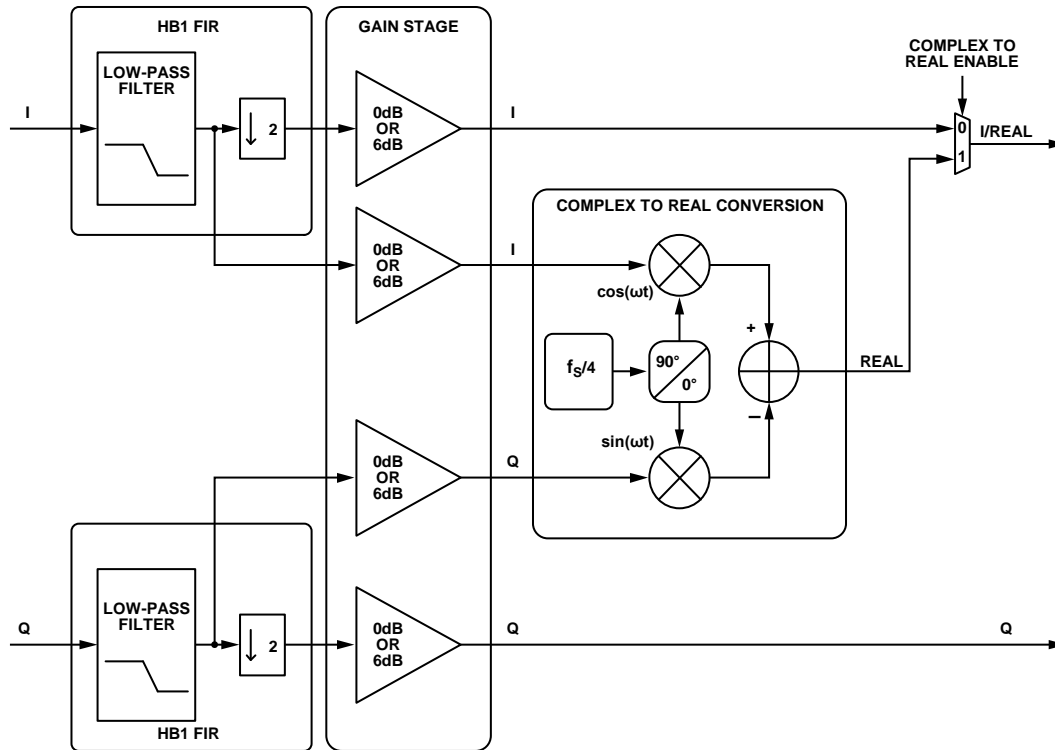 HB1 FIR
GAIN STAGE
LOW-PASS
FILTER
COMPLEX TO
REAL ENABLE
I
2
0dB
OR
6dB
I
0
1
I/REAL
COMPLEX TO REAL CONVERSION
0dB
OR
6dB
I
cos(ωt)
+
fS/4
90°
0°
REAL
–
sin(ωt)
0dB
OR
6dB
Q
LOW-PASS
FILTER
Q
2
0dB
OR
6dB
Q
Q
HB1 FIR